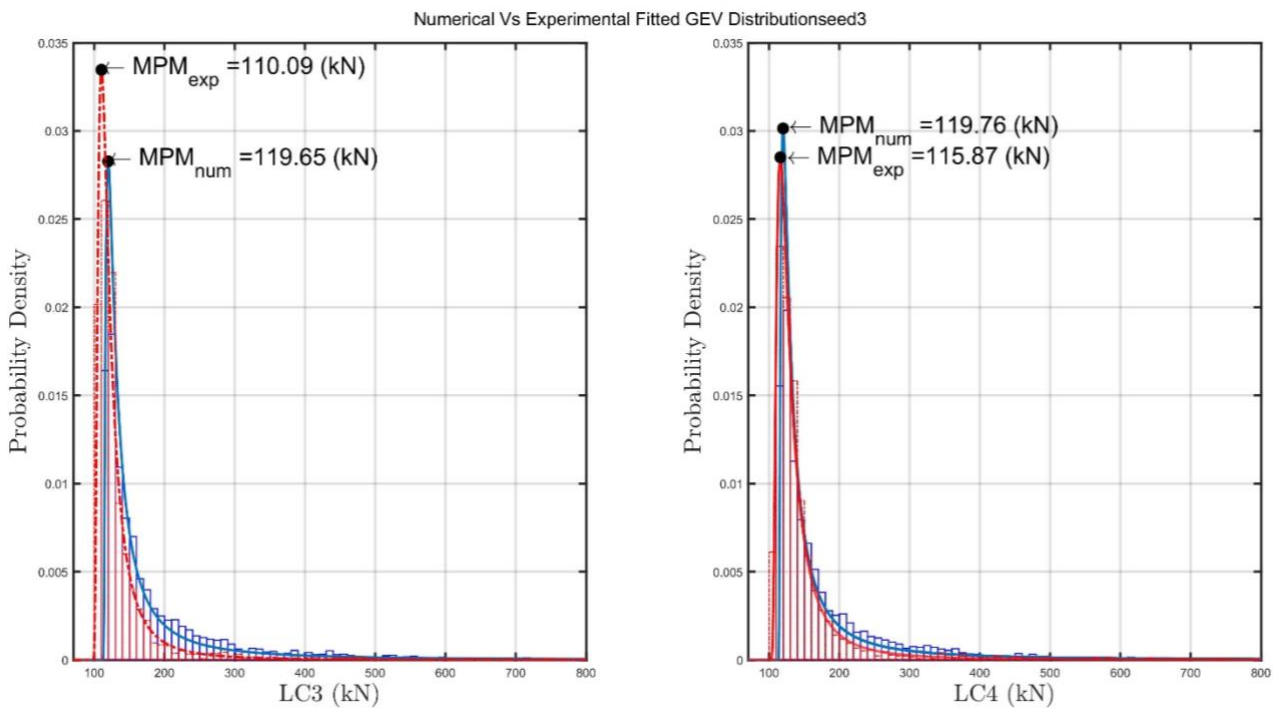 Numerical Vs Experimental Fitted GEV Distributionseed3
0.035
0.03
0.025
0.02
0.015
0.01
0.005
0
Probability Density
MPMexp =110.09 (kN)
MPMnum =119.65 (kN)
100 200 300 400 500 600 700 800
LC3 (kN)
0.035
0.03
0.025
0.02
0.015
0.01
0.005
0
Probability Density
MPMnum =119.76 (kN)
MPMexp =115.87 (kN)
100 200 300 400 500 600 700 800
LC4 (kN)